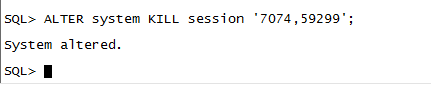 SQL> ALTER system KILL session '7074,59299';
System altered.
SQL>